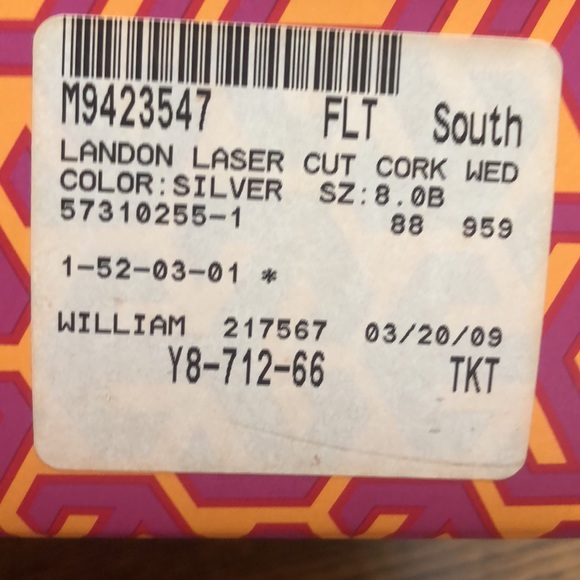 M9423547 FLT South
LANDON LASER CUT CORK WED
COLOR:SILVER SZ:8.0B
57310255-1 88 959
1-52-03-01 *
WILLIAM 217567 03/20/09
Y8-712-66 TKT